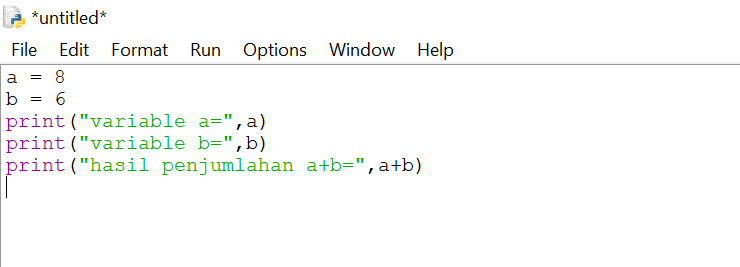 *untitled*
File Edit Format Run Options Window Help
a = 8
b = 6
print("variable a=",a)
print("variable b=",b)
print("hasil penjumlahan a+b=",a+b)